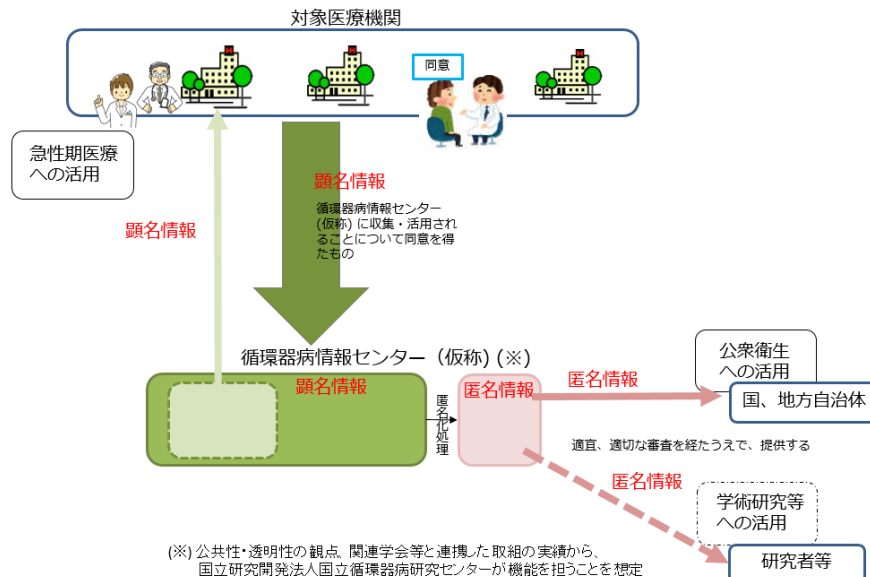 対象医療機関
同意
急性期医療
への活用
顕名情報
循環器病情報センター
(仮称) に収集・活用され
ることについて同意を得
たもの
顕名情報
循環器病情報センター（仮称) (※)
顕名情報
匿名化処理
匿名情報
匿名情報
公衆衛生
への活用
国、地方自治体
適宜、適切な審査を経たうえで、提供する
匿名情報
学術研究等
への活用
研究者等
(※) 公共性・透明性の観点、関連学会等と連携した取組の実績から、
国立研究開発法人国立循環器病研究センターが機能を担うことを想定